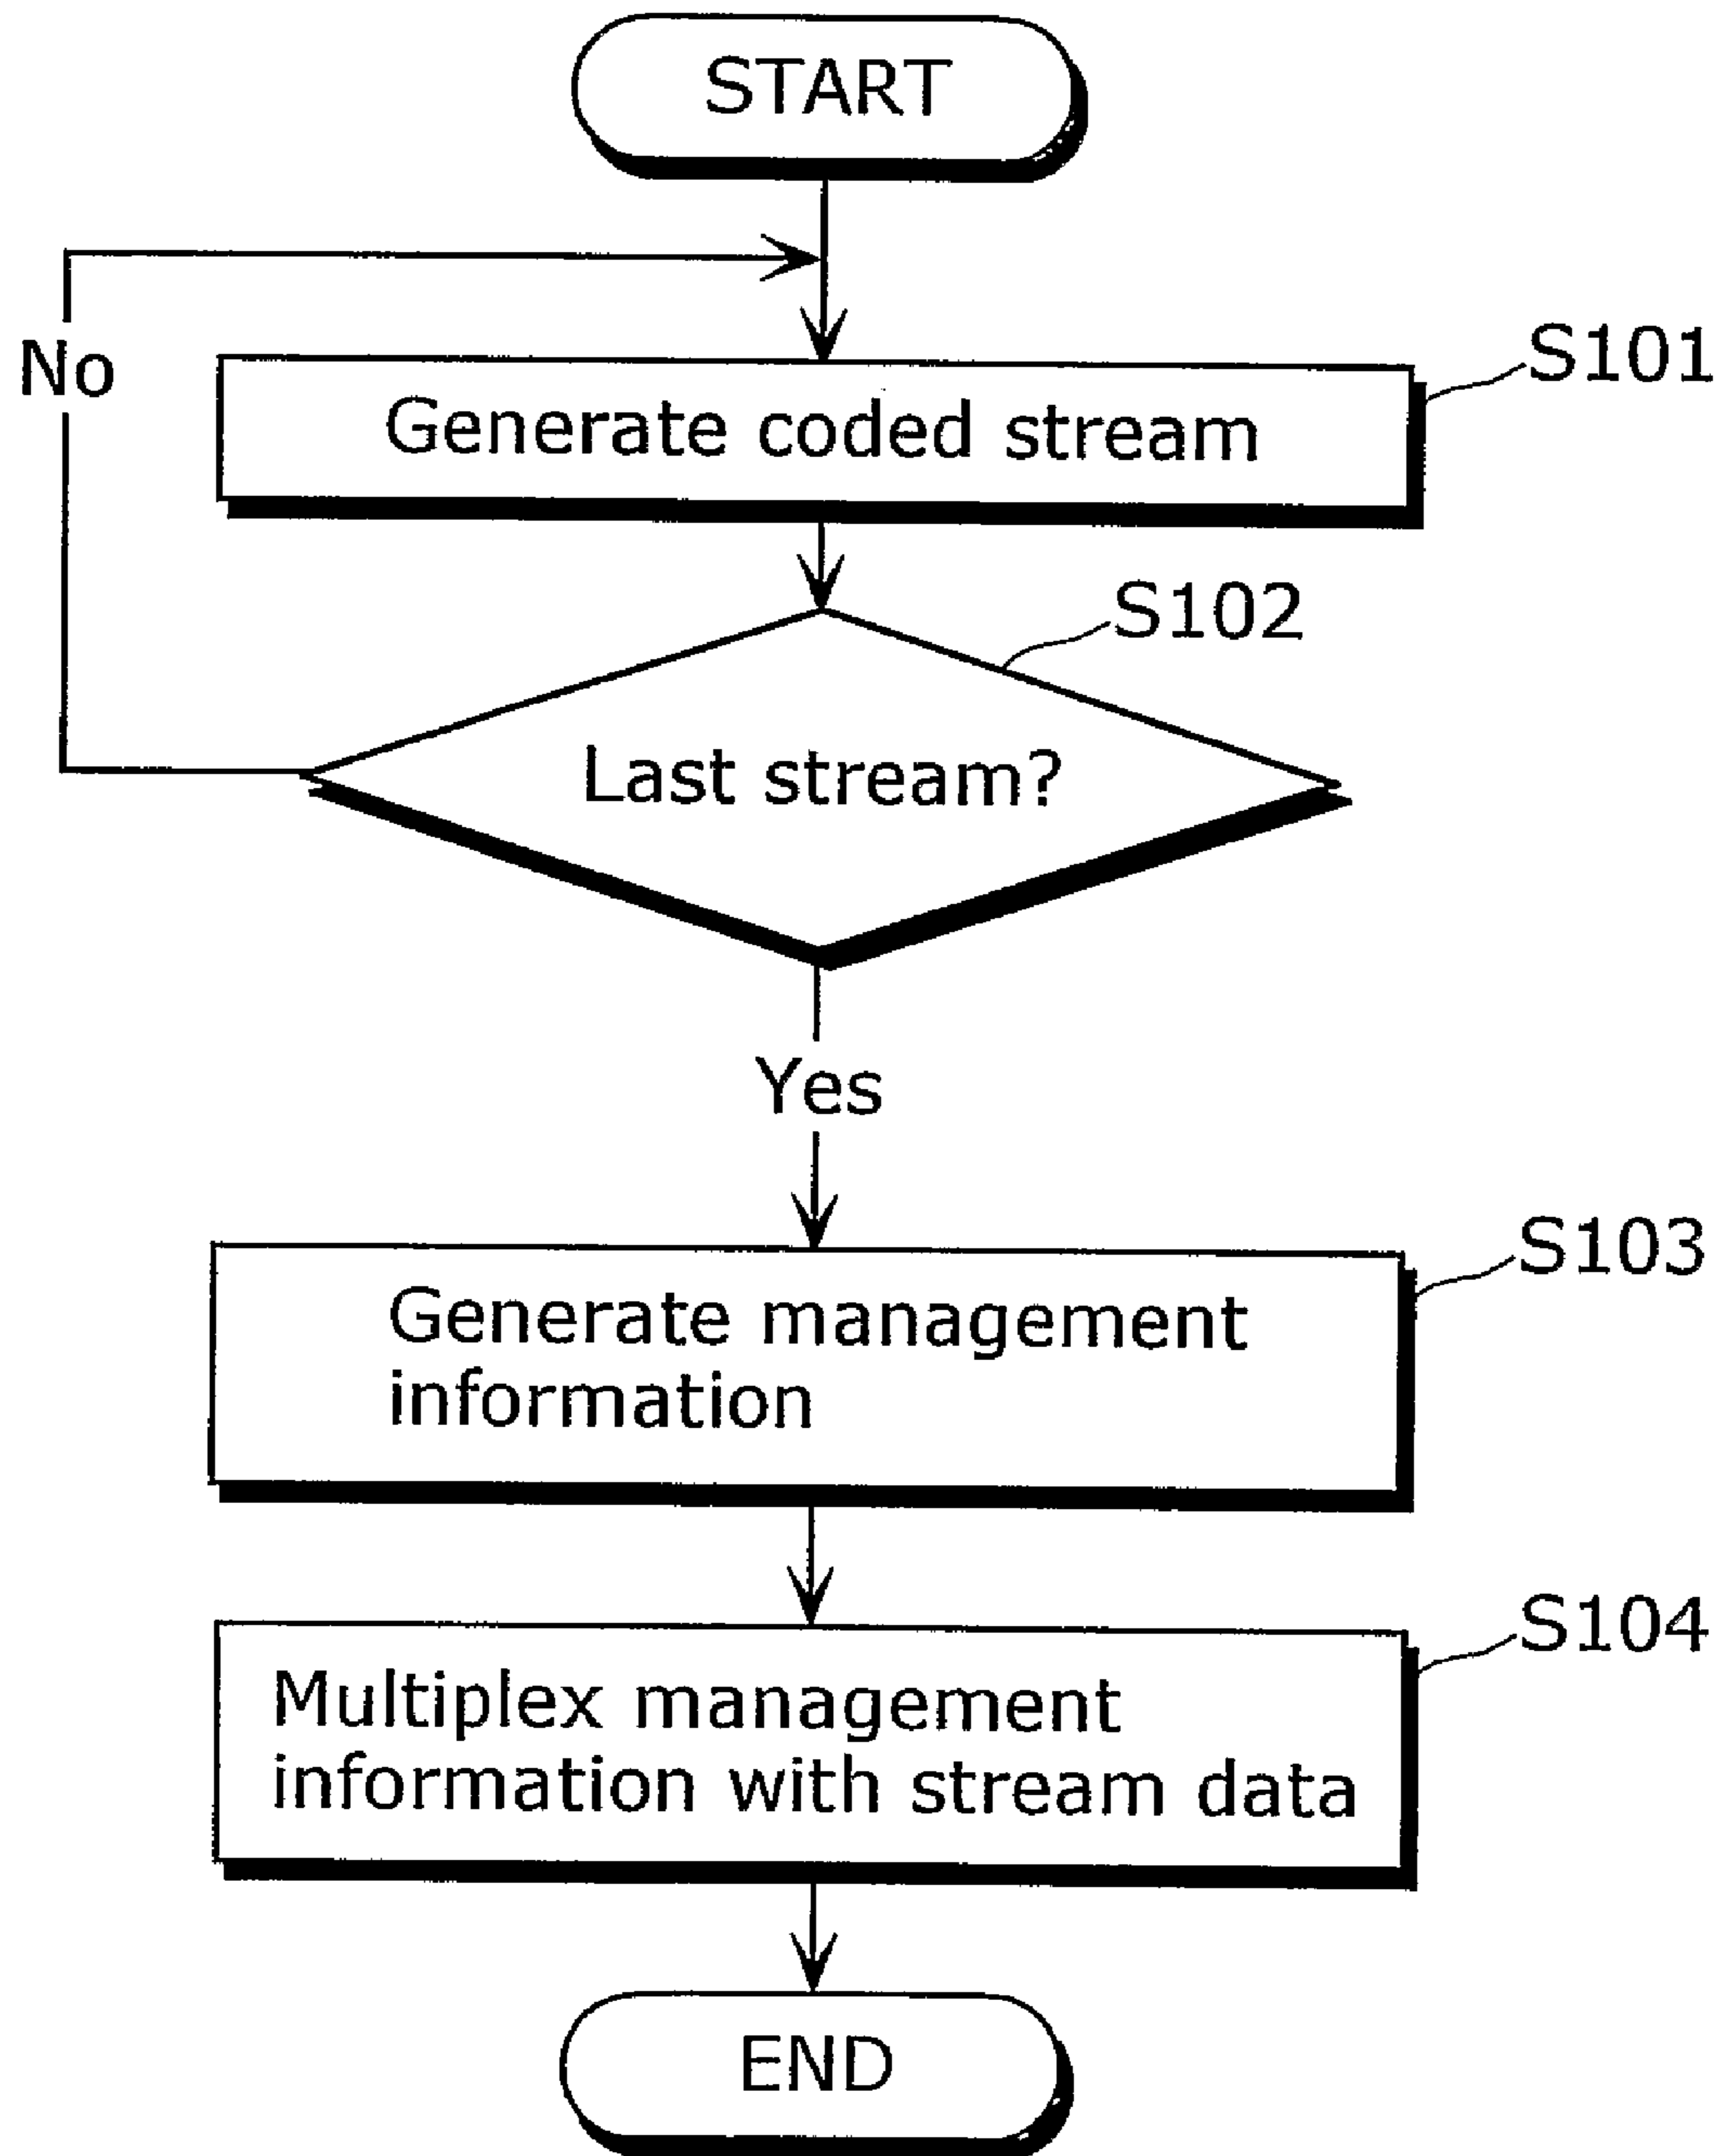 START
No
S101
Generate coded stream
S102
Last stream?
Yes
S103
Generate management
information
S104
Multiplex management
information with stream data
END